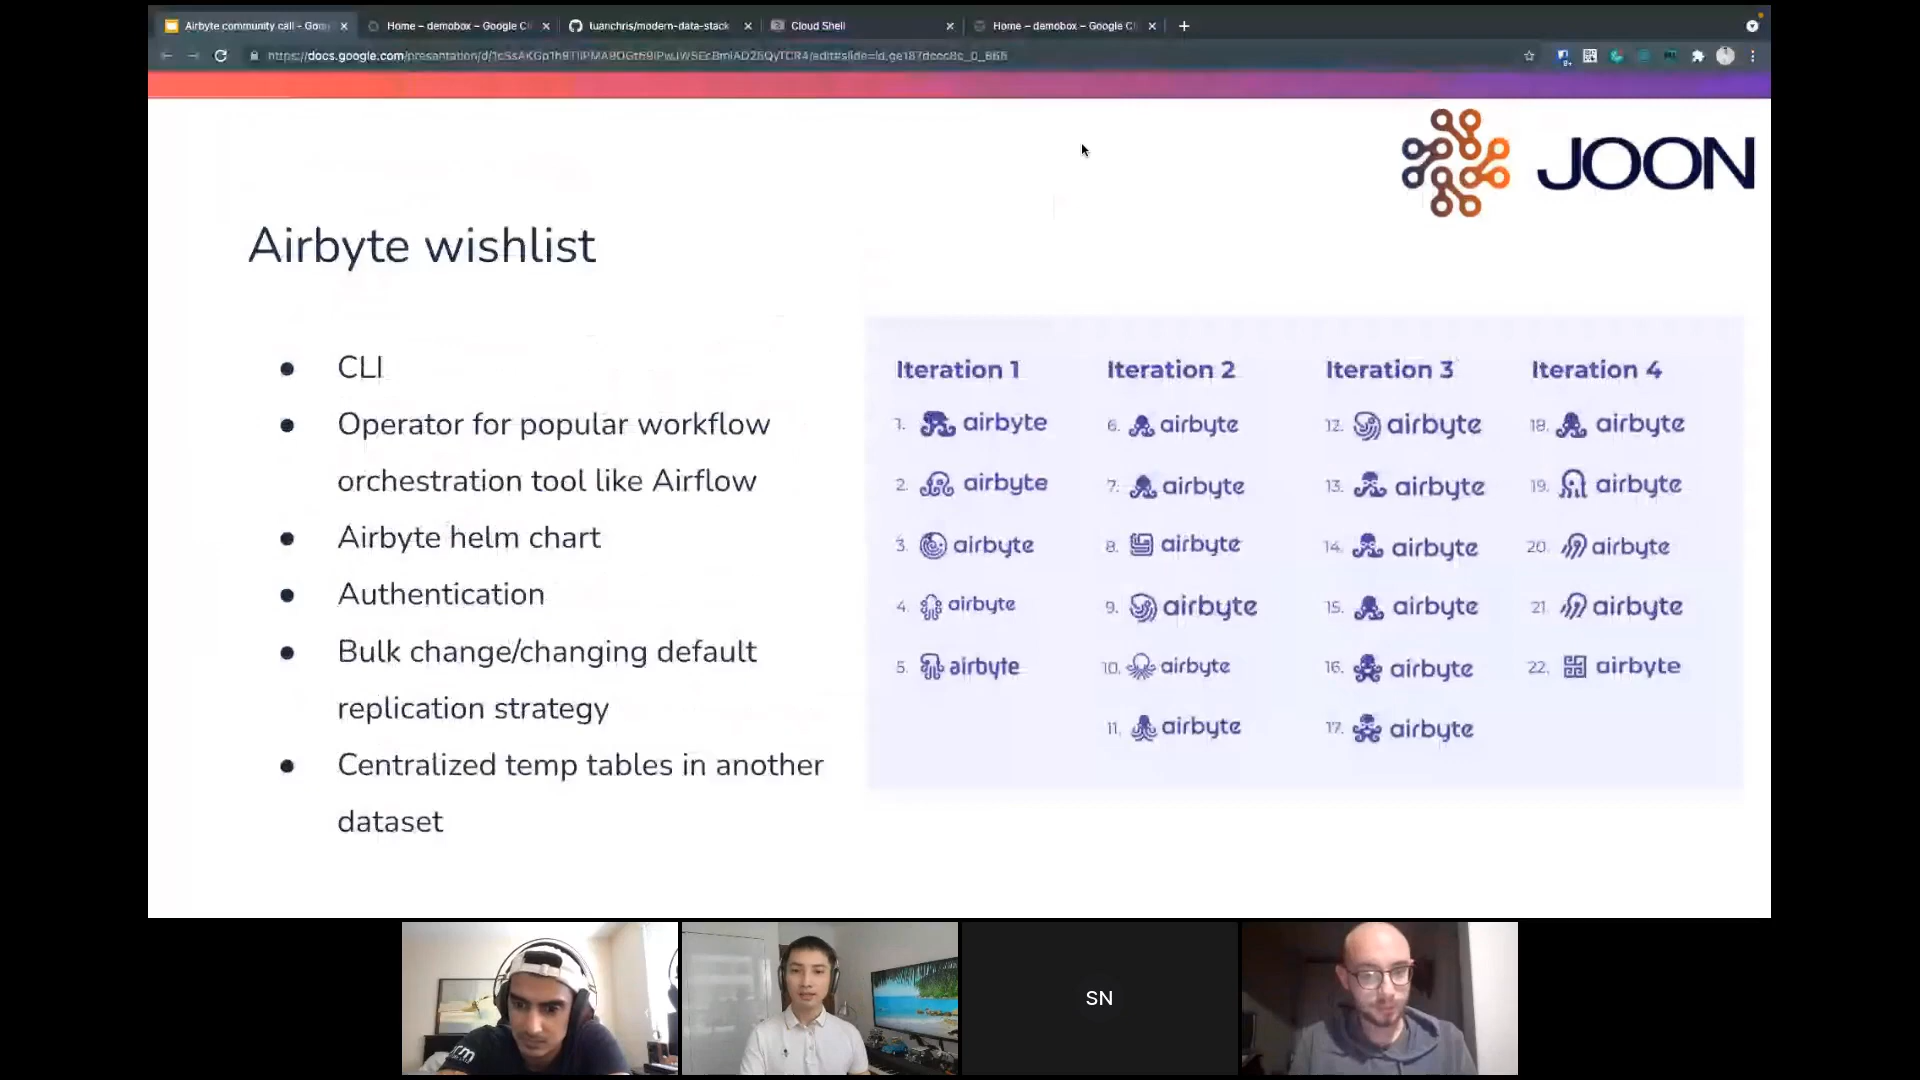 Airbyte community call - Goo
Home – demobox – Google C
tuanchris/modern-data-stack
Cloud Shell
Home – demobox – Google C
JOON
Airbyte wishlist
CLI
Operator for popular workflow
orchestration tool like Airflow
Airbyte helm chart
Authentication
Bulk change/changing default
replication strategy
Centralized temp tables in another
dataset
Iteration 1
1. airbyte
2. airbyte
3. airbyte
4. airbyte
5. airbyte
Iteration 2
6. airbyte
7. airbyte
8. airbyte
9. airbyte
10. airbyte
11. airbyte
Iteration 3
12. airbyte
13. airbyte
14. airbyte
15. airbyte
16. airbyte
17. airbyte
Iteration 4
18. airbyte
19. airbyte
20. airbyte
21. airbyte
22. airbyte
SN